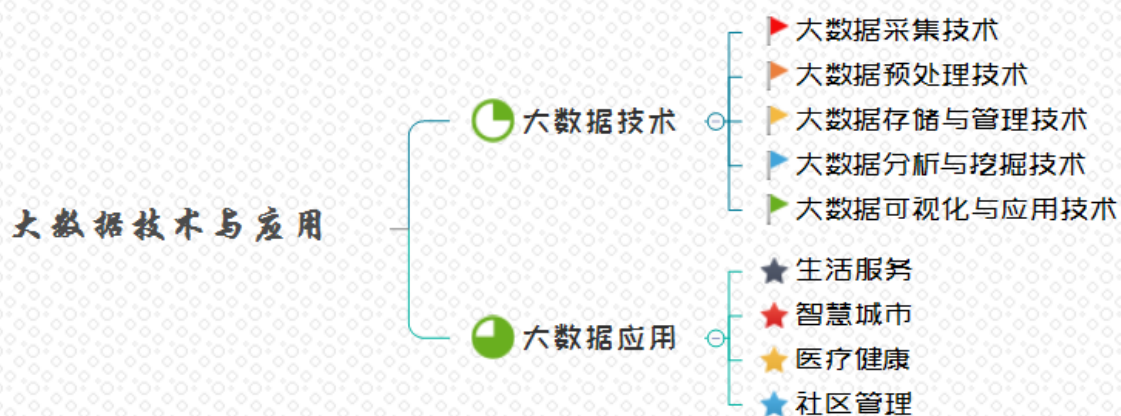 大数据技术与应用
大数据技术
大数据采集技术
大数据预处理技术
大数据存储与管理技术
大数据分析与挖掘技术
大数据可视化与应用技术
大数据应用
生活服务
智慧城市
医疗健康
社区管理